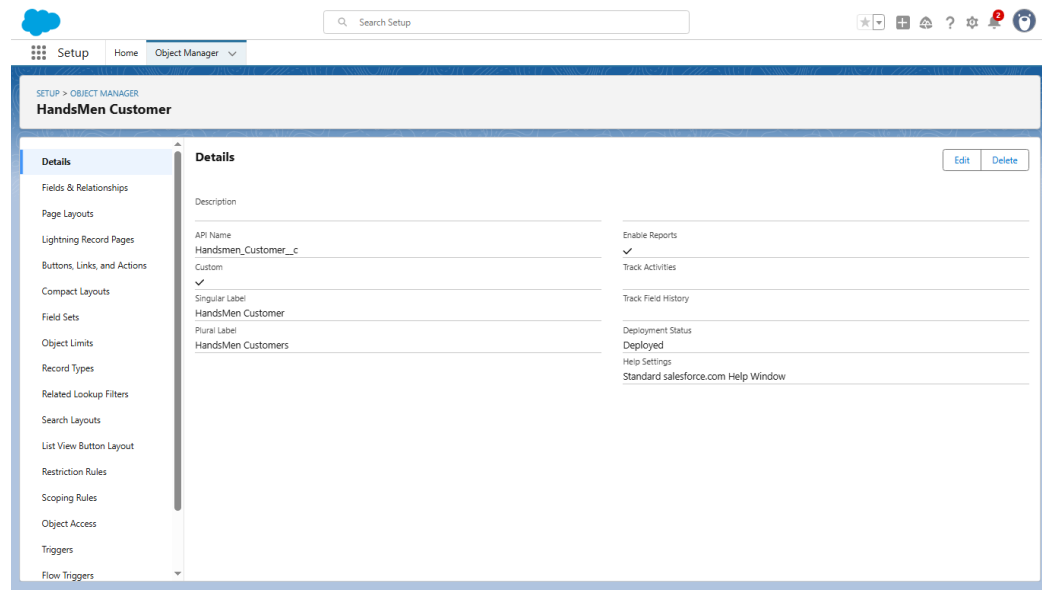 Search Setup
2
Setup
Home
Object Manager
SETUP > OBJECT MANAGER
HandsMen Customer
Details
Fields & Relationships
Page Layouts
Lightning Record Pages
Buttons, Links, and Actions
Compact Layouts
Field Sets
Object Limits
Record Types
Related Lookup Filters
Search Layouts
List View Button Layout
Restriction Rules
Scoping Rules
Object Access
Triggers
Flow Triggers
Details
Edit
Delete
Description
API Name
Handsmen_Customer__c
Custom
Singular Label
HandsMen Customer
Plural Label
HandsMen Customers
Enable Reports
Track Activities
Track Field History
Deployment Status
Deployed
Help Settings
Standard salesforce.com Help Window